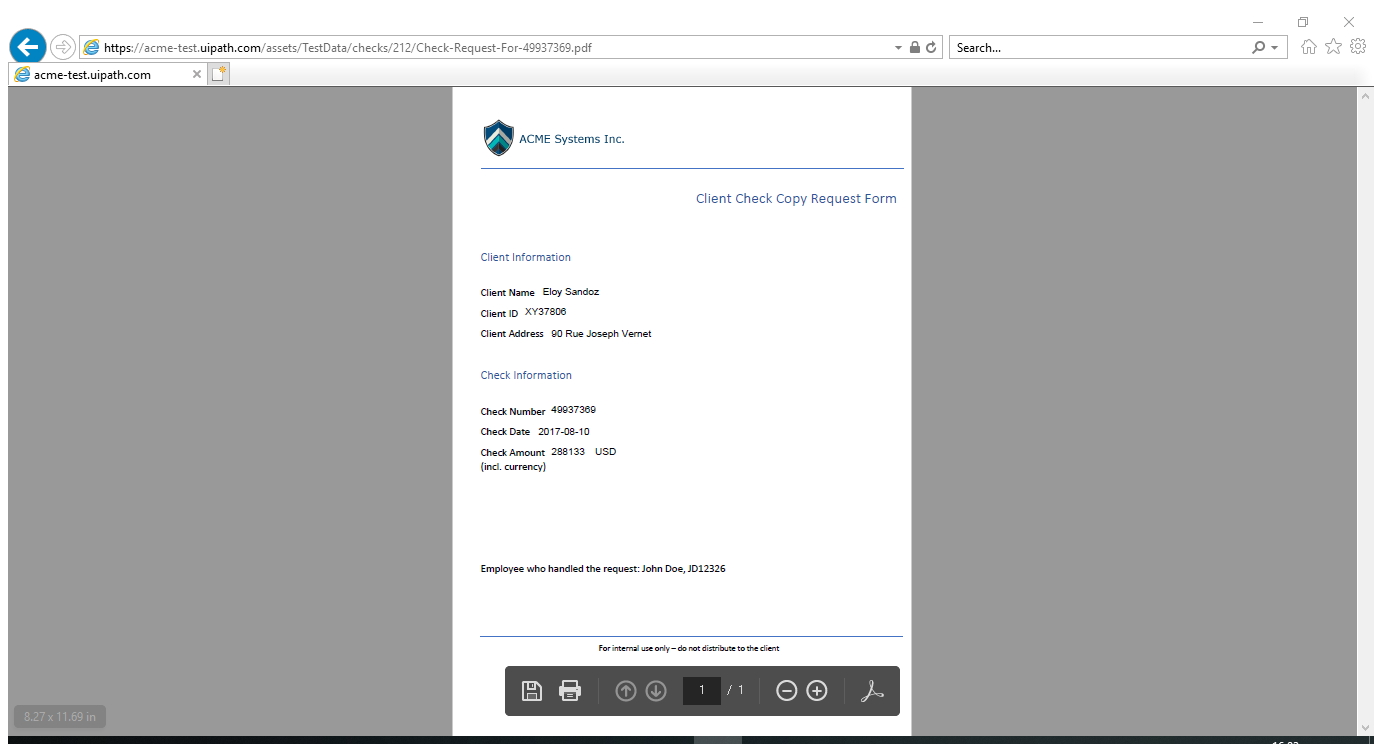 https://acme-test.uipath.com/assets/TestData/checks/212/Check-Request-For-49937369.pdf
Search...
acme-test.uipath.com
ACME Systems Inc.
Client Check Copy Request Form
Client Information
Client Name Eloy Sandoz
Client ID XY37806
Client Address 90 Rue Joseph Vernet
Check Information
Check Number 49937369
Check Date 2017-08-10
Check Amount 288133 USD
(incl. currency)
Employee who handled the request: John Doe, JD12326
For internal use only – do not distribute to the client
1 / 1
8.27 x 11.69 in